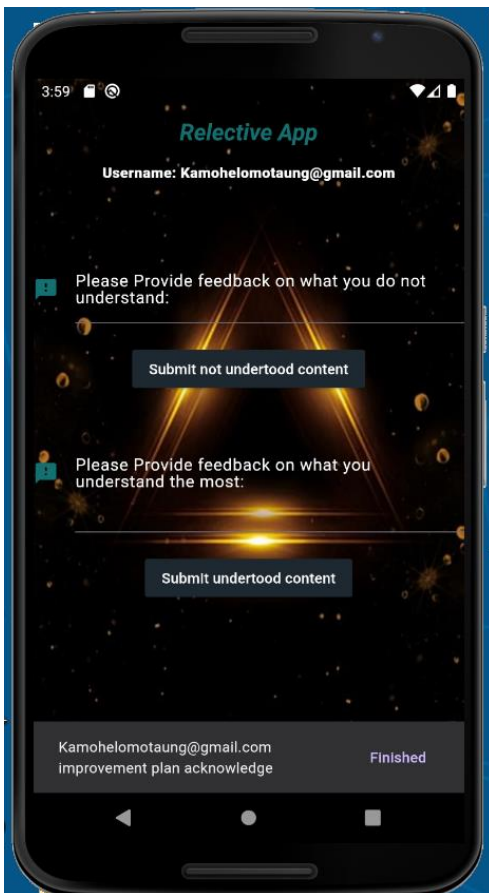 3:59
Relective App
Username: Kamohelomotaung@gmail.com
Please Provide feedback on what you do not
understand:
Submit not undertood content
Please Provide feedback on what you
understand the most:
Submit undertood content
Kamohelomotaung@gmail.com
improvement plan acknowledge
Finished